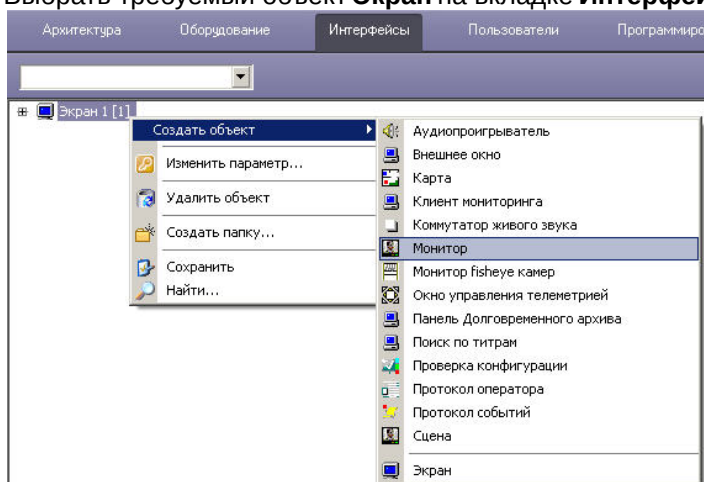 Выбрать требуемый объект Экран на вкладке Интерфей
Архитектура Оборудование Интерфейсы Пользователи Программиро
Экран 1 [1]
Создать объект
Изменить параметр...
Удалить объект
Создать папку...
Сохранить
Найти...
Аудиопроигрыватель
Внешнее окно
Карта
Клиент мониторинга
Коммутатор живого звука
Монитор
Монитор fisheye камер
Окно управления телеметрией
Панель Долговременного архива
Поиск по титрам
Проверка конфигурации
Протокол оператора
Протокол событий
Сцена
Экран